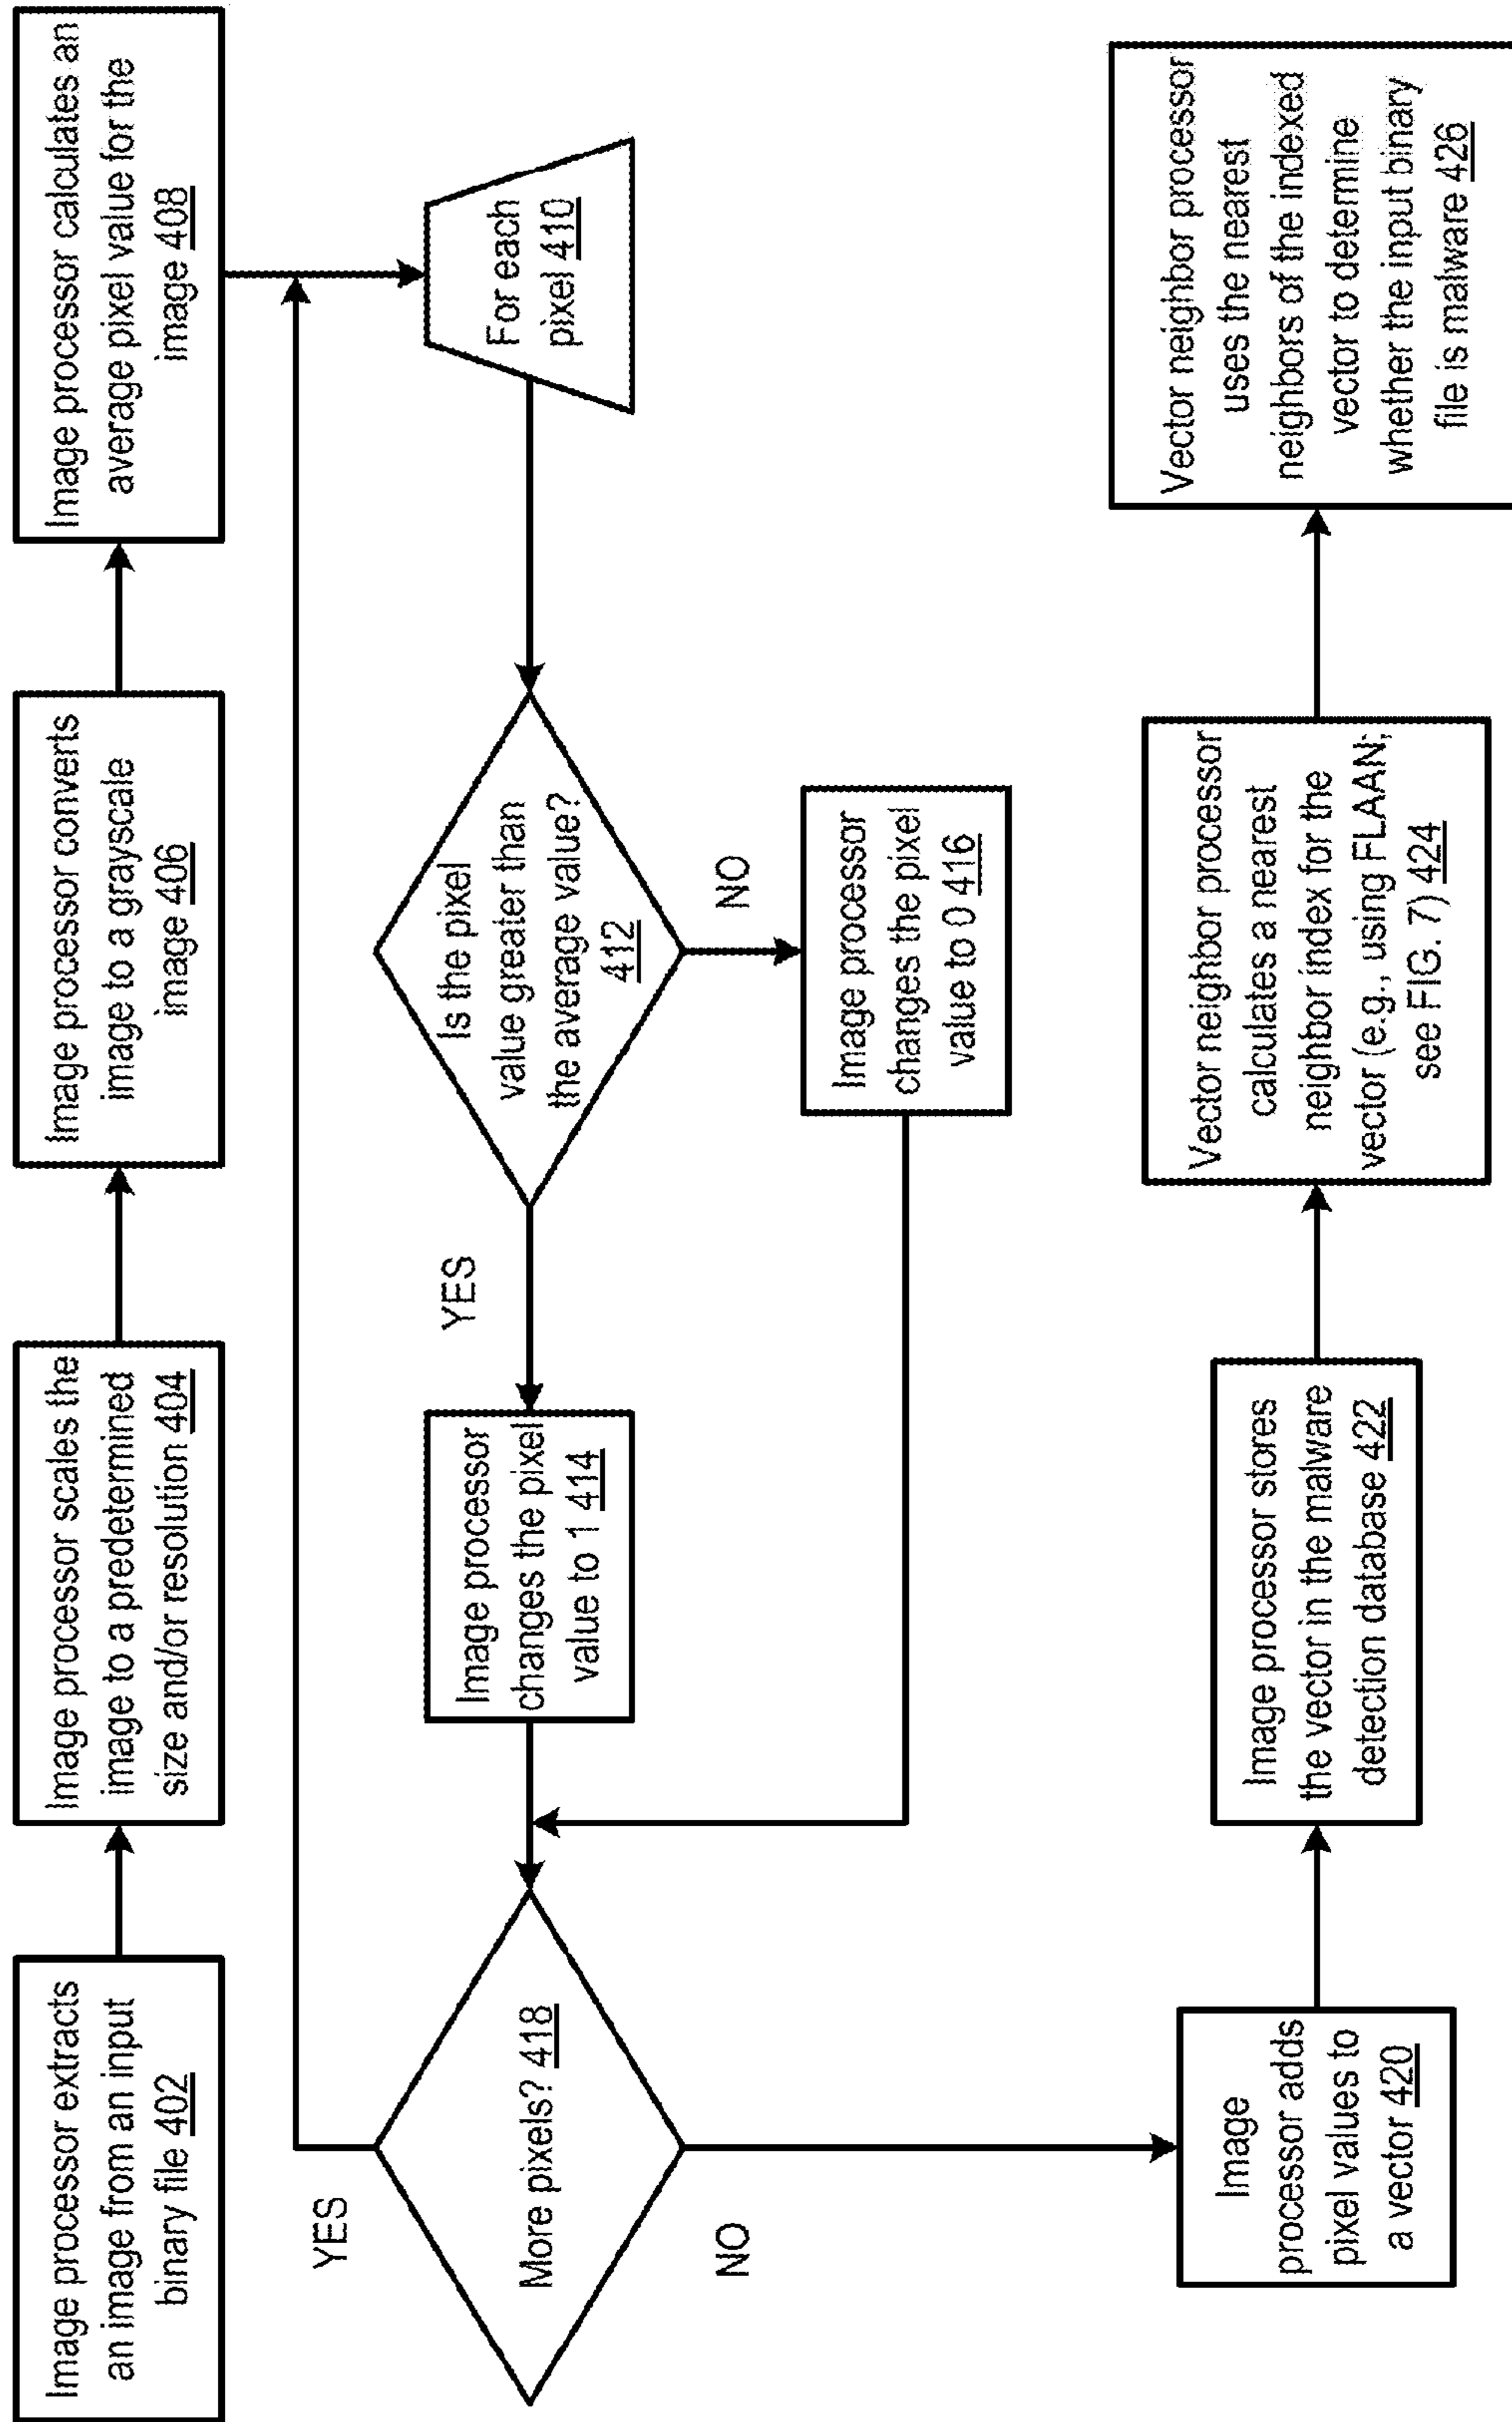 Image processor extracts
an image from an input
binary file 402
Image processor scales the
image to a predetermined
size and/or resolution 404
Image processor converts
image to a grayscale
image 406
Image processor calculates an
average pixel value for the
image 408
For each
pixel 410
Is the pixel
value greater than
the average value?
412
YES
NO
Image processor
changes the pixel
value to 1 414
Image processor
changes the pixel
value to 0 416
More pixels? 418
YES
NO
Image
processor adds
pixel values to
a vector 420
Image processor stores
the vector in the malware
detection database 422
Vector neighbor processor
calculates a nearest
neighbor index for the
vector (e.g., using FLAAN;
see FIG. 7) 424
Vector neighbor processor
uses the nearest
neighbors of the indexed
vector to determine
whether the input binary
file is malware 426